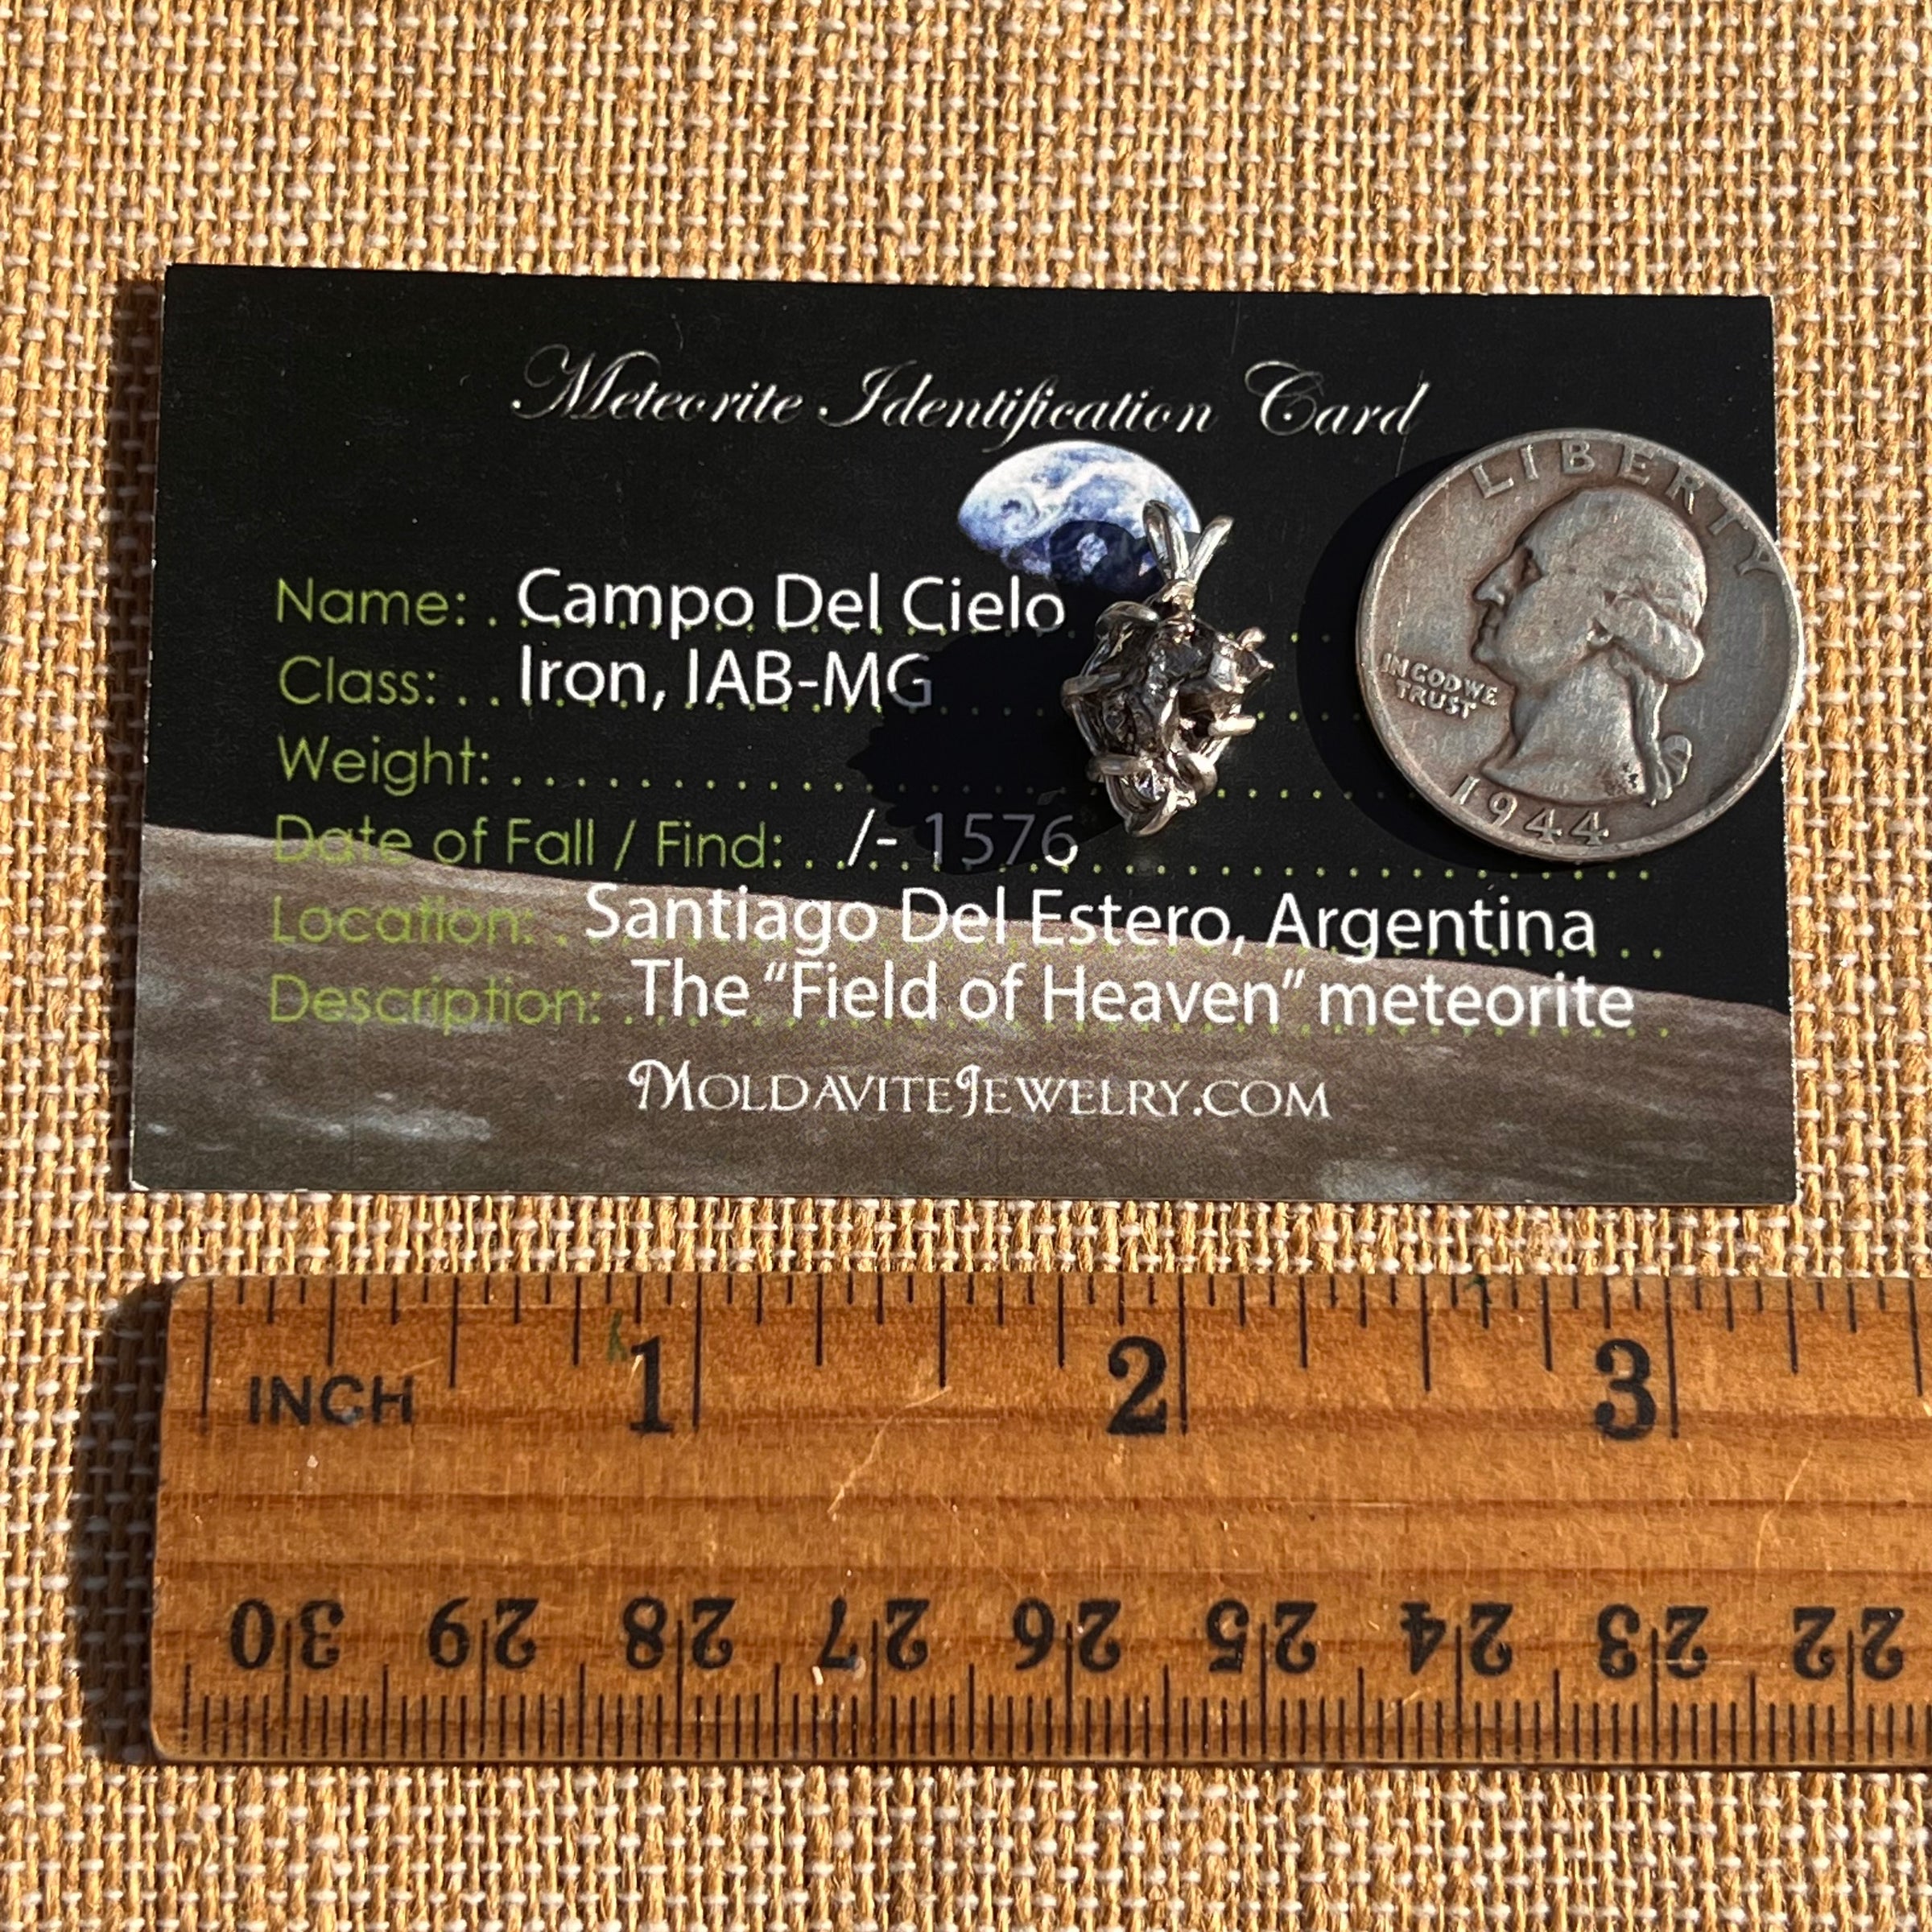 Meteorite Identification Card
Name: . Campo Del Cielo
Class: . . Iron, IAB-MG
Weight: . . . . . . . . . . . . . . . . . . . . . . . . . . .
Date of Fall / Find: . . /- 1576 . . . . . . . . . . . . . . . . . . .
Location: . Santiago Del Estero, Argentina . .
Description: . The "Field of Heaven" meteorite .
MOLDAVITEJEWELRY.COM
LIBERTY
IN GOD WE
TRUST
1944
INCH 1 2 3
30 29 28 27 26 25 24 23 22